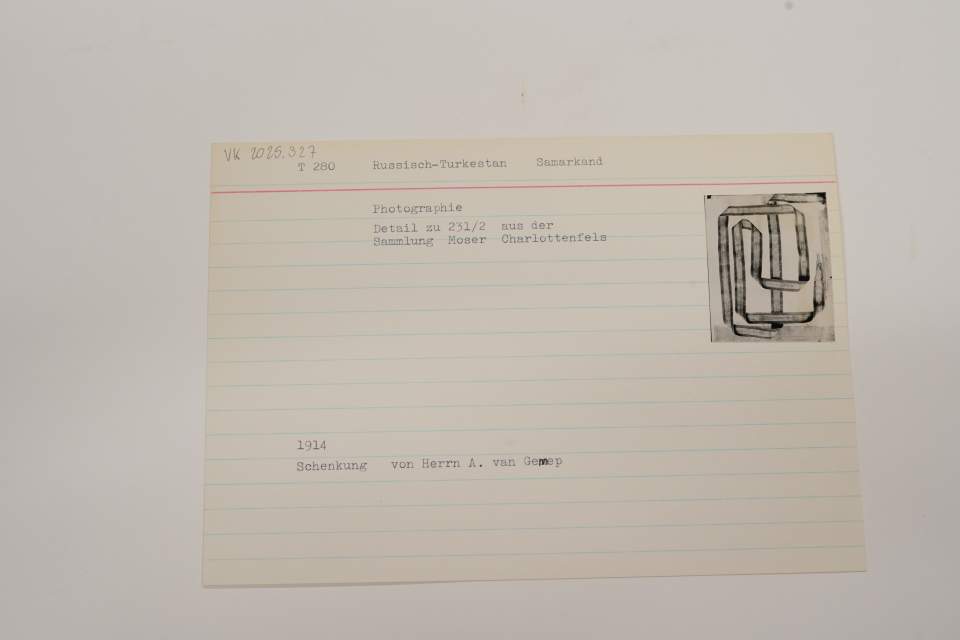 VK 2025.327
T 280 Russisch-Turkestan Samarkand
Photographie
Detail zu 231/2 aus der
Sammlung Moser Charlottenfels
1914
Schenkung von Herrn A. van Gennep